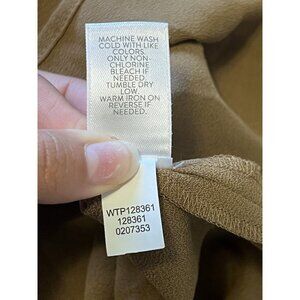 MACHINE WASH
COLD WITH LIKE
COLORS.
ONLY NON-
CHLORINE
BLEACH IF
NEEDED.
TUMBLE DRY
LOW.
WARM IRON ON
REVERSE IF
NEEDED.
WTP128361
128361
0207353